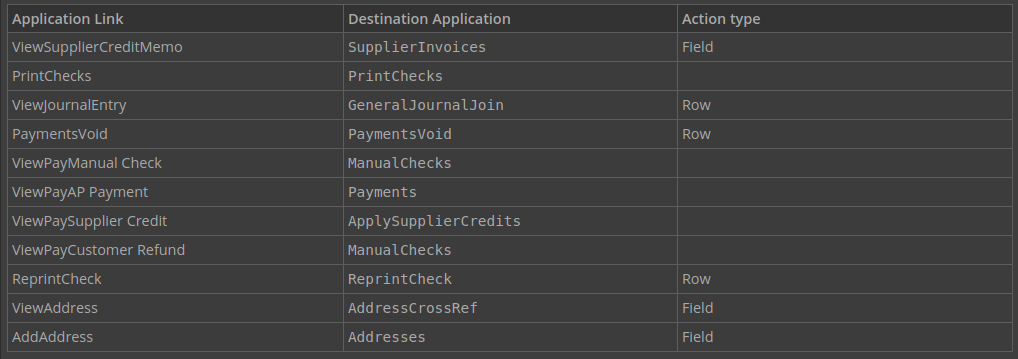 Application Link Destination Application Action type
ViewSupplierCreditMemo SupplierInvoices Field
PrintChecks PrintChecks
ViewJournalEntry GeneralJournalJoin Row
PaymentsVoid PaymentsVoid Row
ViewPayManual Check ManualChecks
ViewPayAP Payment Payments
ViewPaySupplier Credit ApplySupplierCredits
ViewPayCustomer Refund ManualChecks
ReprintCheck ReprintCheck Row
ViewAddress AddressCrossRef Field
AddAddress Addresses Field